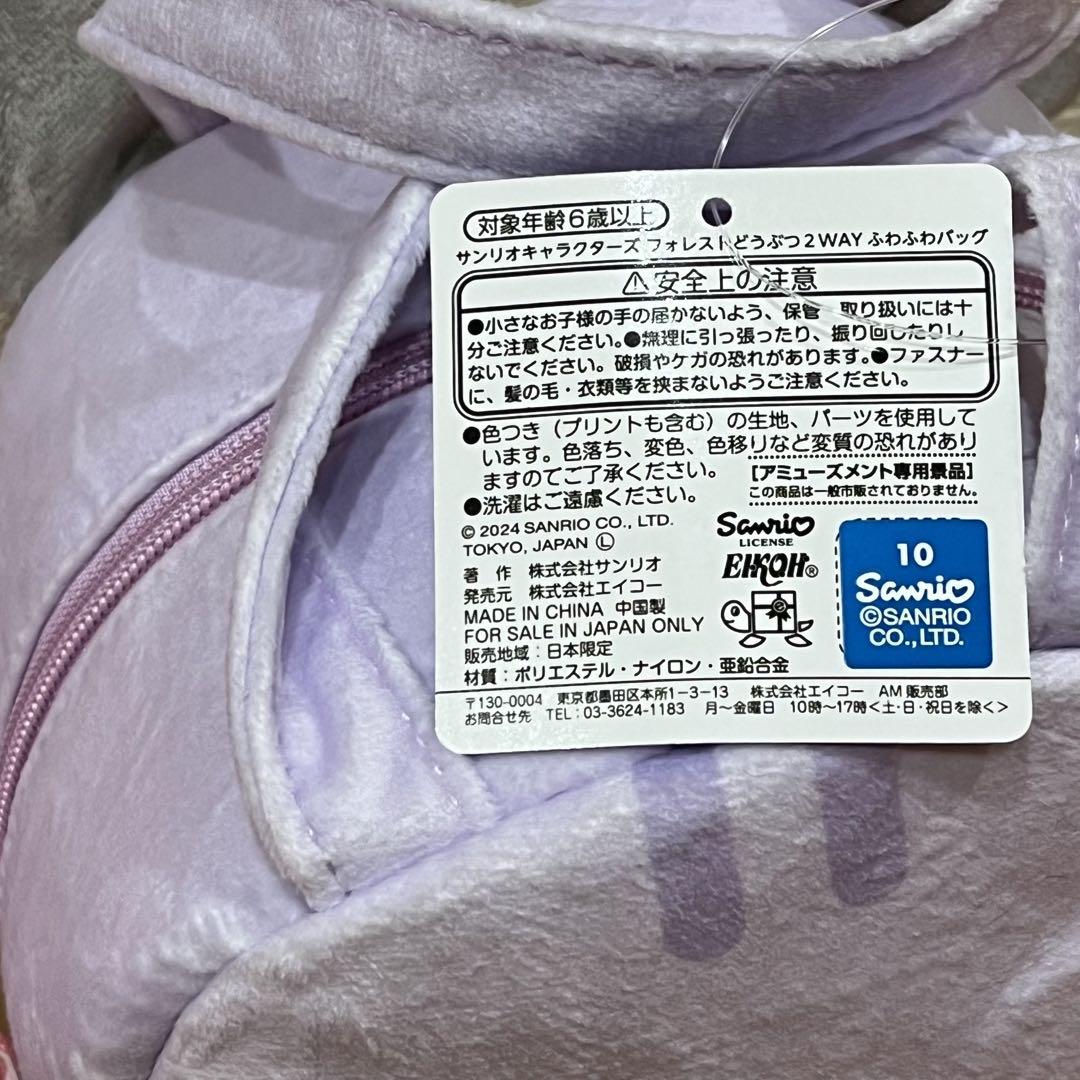 対象年齢6歳以上
サンリオキャラクターズ フォレストどうぶつ2WAY ふわふわバッグ
⚠安全上の注意
●小さなお子様の手の届かないよう、保管 取り扱いには十
分ご注意ください。●無理に引っ張ったり、振り回したりし
ないでください。破損やケガの恐れがあります。●ファスナー
に、髪の毛・衣類等を挟まないようご注意ください。
●色つき（プリントも含む）の生地、パーツを使用して
います。色落ち、変色、色移りなど変質の恐れがあり
ますのでご了承ください。
●洗濯はご遠慮ください。
[アミューズメント専用景品]
この商品は一般市販されておりません。
© 2024 SANRIO CO., LTD.
TOKYO, JAPAN Ⓛ
著 作 株式会社サンリオ
発売元 株式会社エイコー
MADE IN CHINA 中国製
FOR SALE IN JAPAN ONLY
販売地域：日本限定
材質：ポリエステル・ナイロン・亜鉛合金
Sanrio
LICENSE
EIKOH®
10
Sanrio
©SANRIO
CO.,LTD.
〒130-0004 東京都墨田区本所1-3-13 株式会社エイコー AM販売部
お問合せ先 TEL：03-3624-1183 月～金曜日 10時～17時<土・日・祝日を除く>